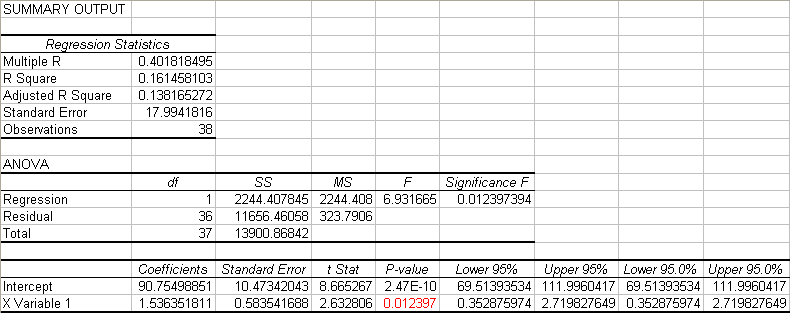 SUMMARY OUTPUT
Regression Statistics
Multiple R 0.401818495
R Square 0.161458103
Adjusted R Square 0.138165272
Standard Error 17.9941816
Observations 38
ANOVA
df SS MS F Significance F
Regression 1 2244.407845 2244.408 6.931665 0.012397394
Residual 36 11656.46058 323.7906
Total 37 13900.86842
Coefficients Standard Error t Stat P-value Lower 95% Upper 95% Lower 95.0% Upper 95.0%
Intercept 90.75498851 10.47342043 8.665267 2.47E-10 69.51393534 111.9960417 69.51393534 111.9960417
X Variable 1 1.536351811 0.583541688 2.632806 0.012397 0.352875974 2.719827649 0.352875974 2.719827649